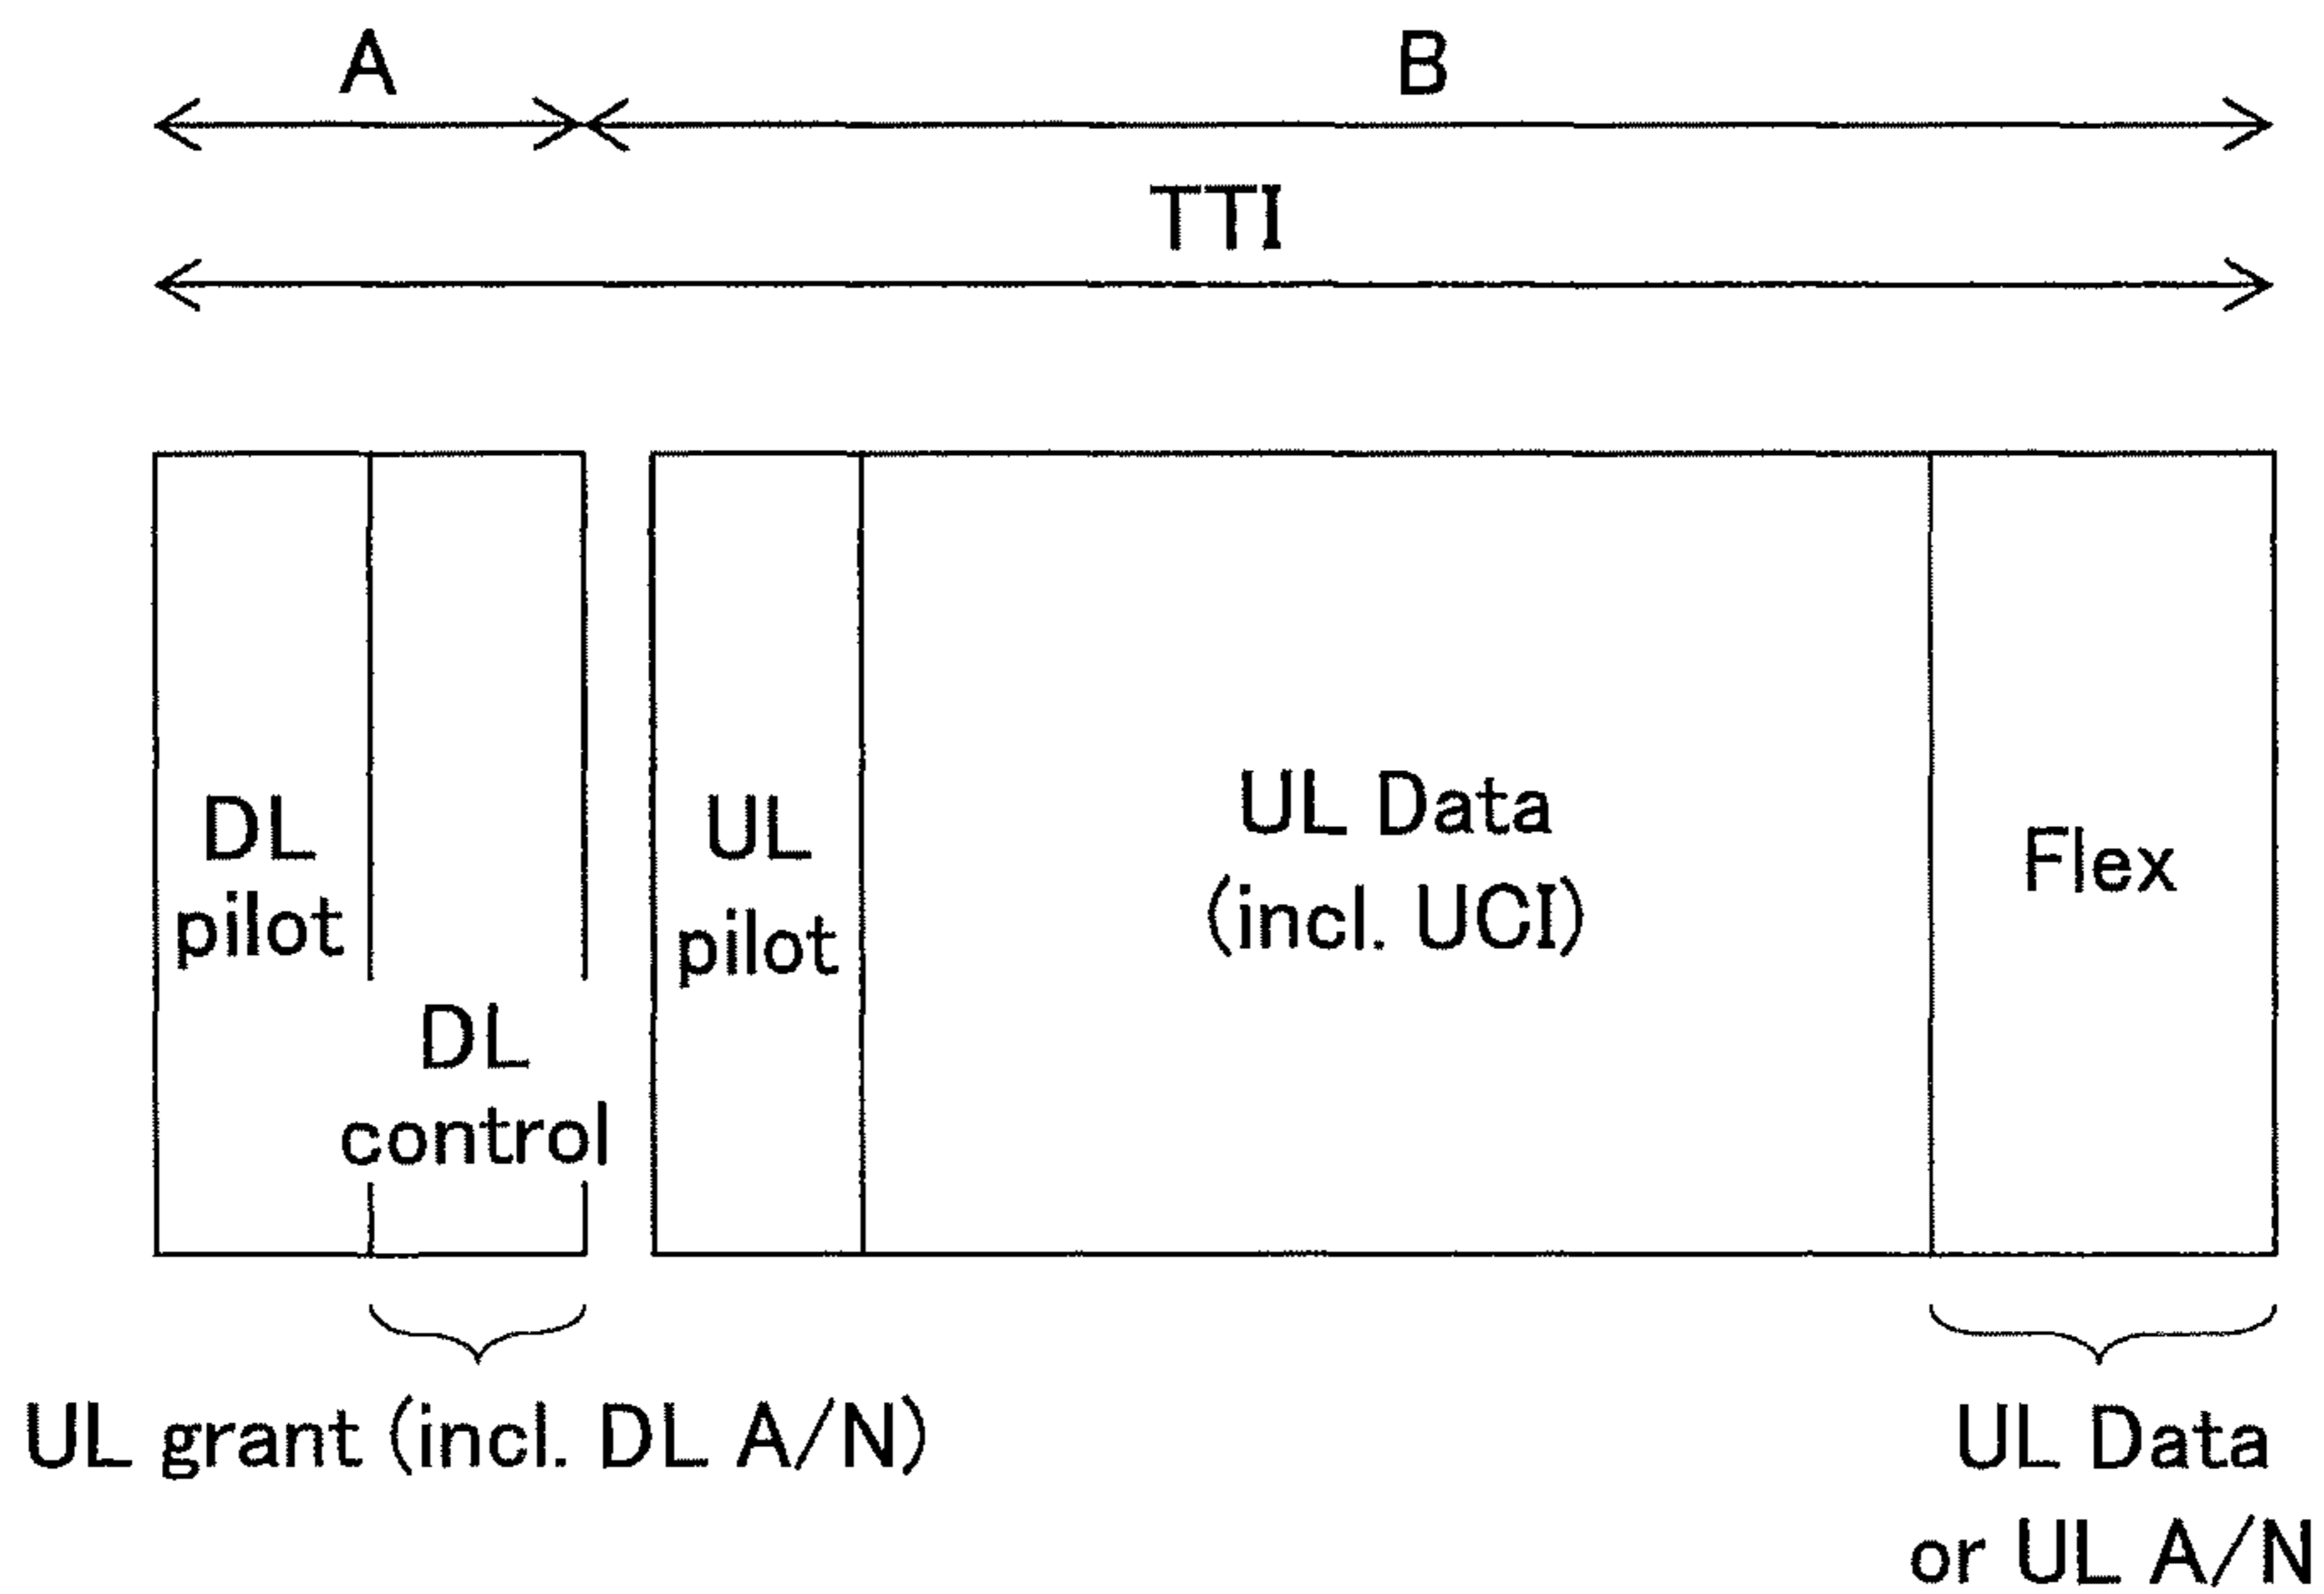 A
B
TTI
DL
pilot
DL
control
UL
pilot
UL Data
(incl. UCI)
Flex
UL grant (incl. DL A/N)
UL Data
or UL A/N